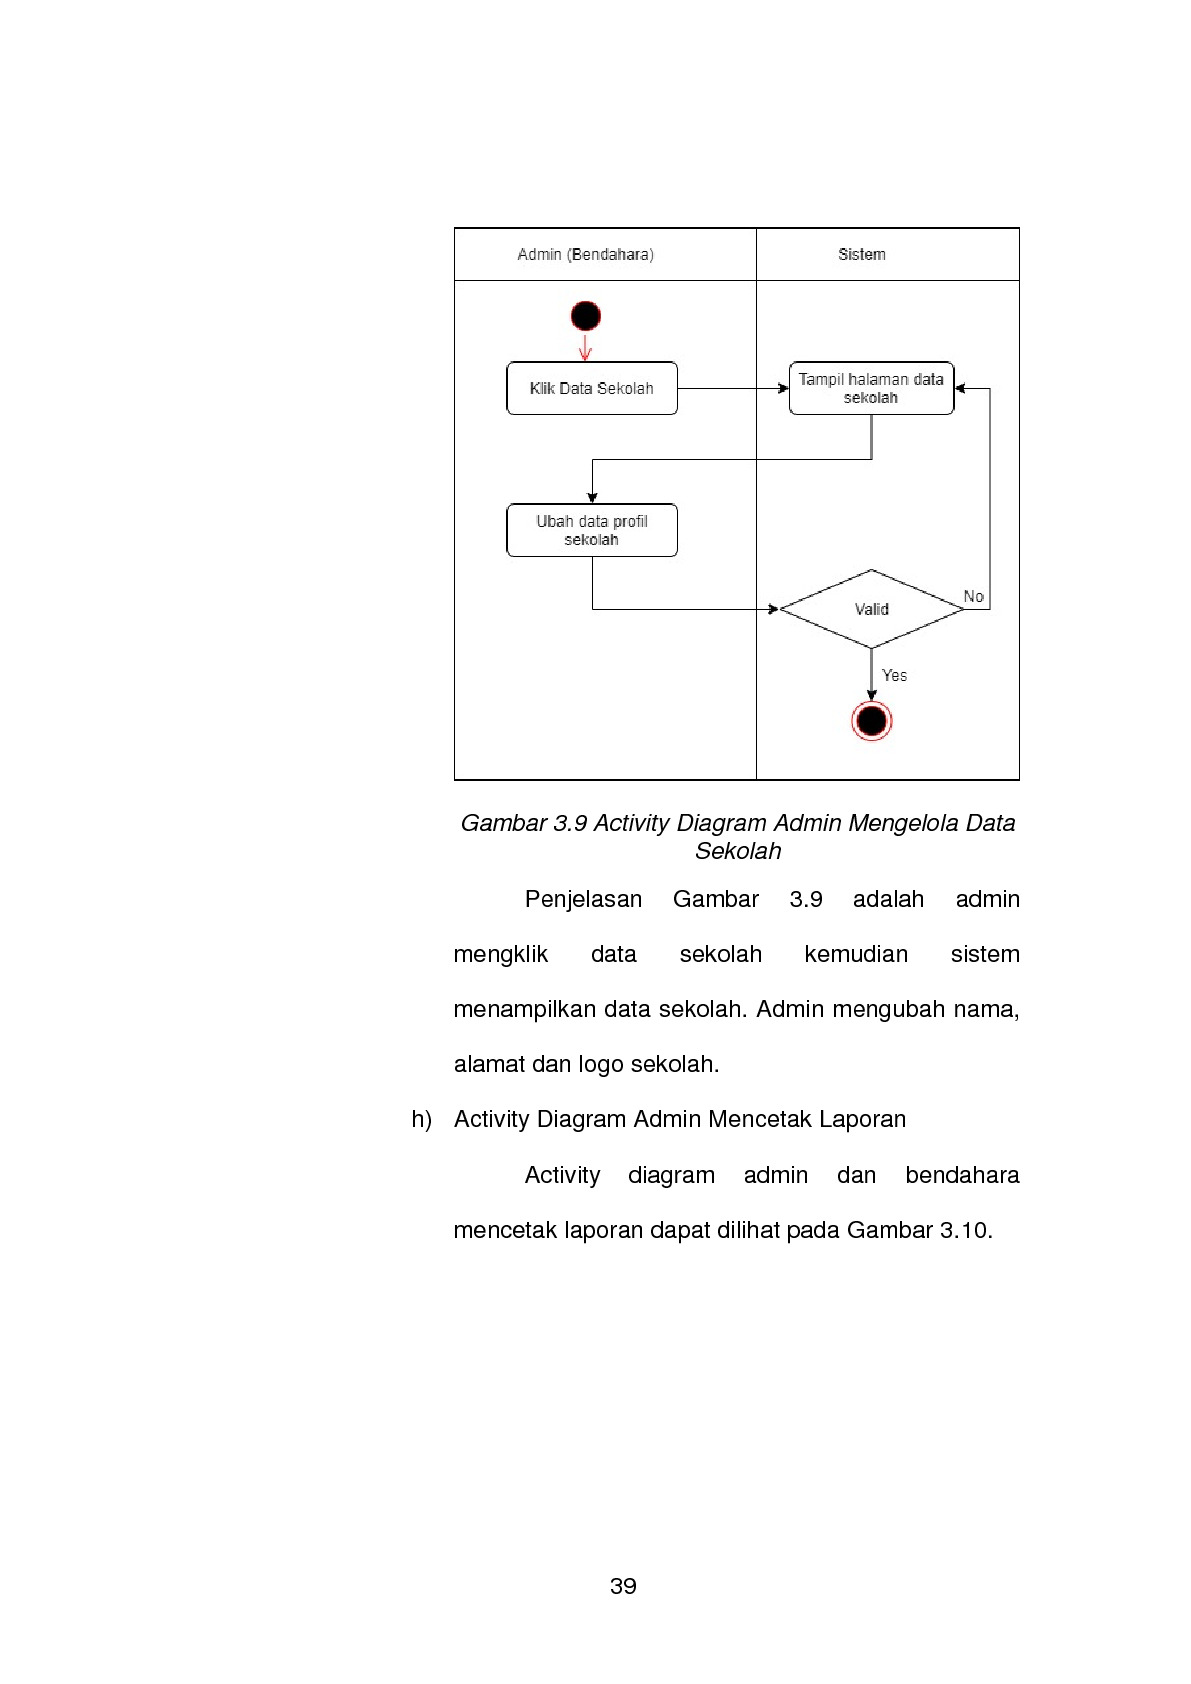 Admin (Bendahara)
Sistem
Klik Data Sekolah
Tampil halaman data
sekolah
Ubah data profil
sekolah
Valid
No
Yes
Gambar 3.9 Activity Diagram Admin Mengelola Data
Sekolah
Penjelasan Gambar 3.9 adalah admin
mengklik data sekolah kemudian sistem
menampilkan data sekolah. Admin mengubah nama,
alamat dan logo sekolah.
h) Activity Diagram Admin Mencetak Laporan
Activity diagram admin dan bendahara
mencetak laporan dapat dilihat pada Gambar 3.10.
39